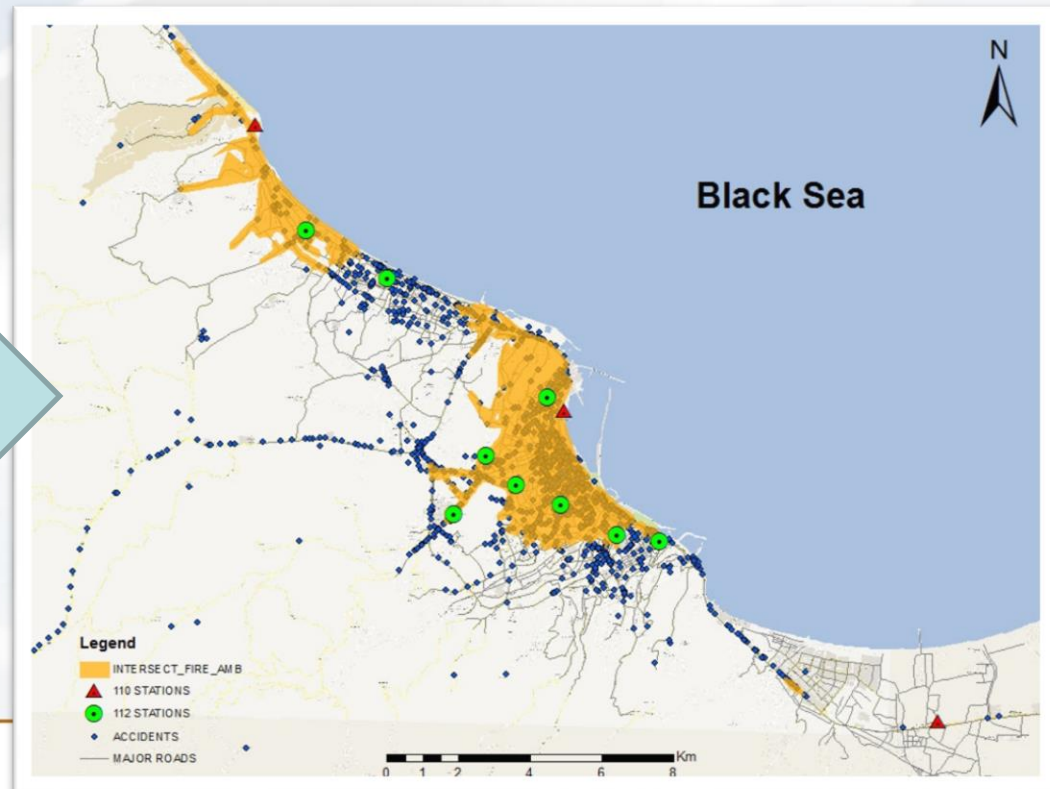 N
Black Sea
Legend
INTERSECT_FIRE_AMB
110 STATIONS
112 STATIONS
ACCIDENTS
MAJOR ROADS
Km
0 1 2 4 6 8